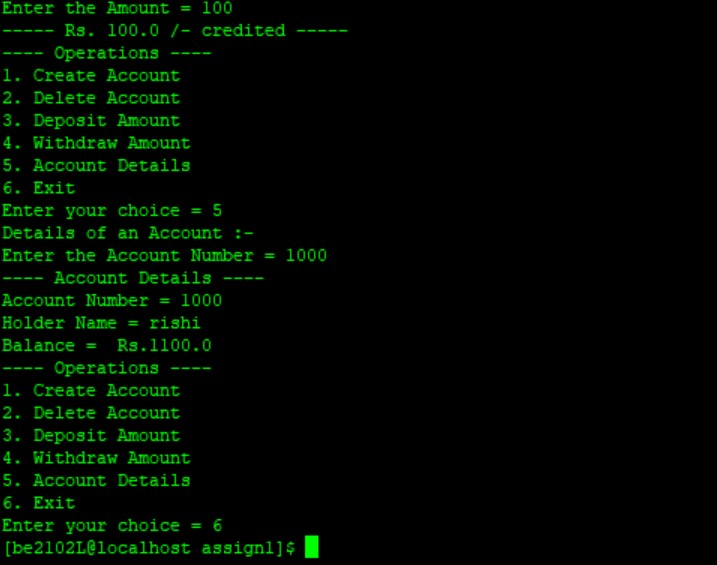 Enter the Amount = 100
----- Rs. 100.0 /- credited -----
---- Operations ----
1. Create Account
2. Delete Account
3. Deposit Amount
4. Withdraw Amount
5. Account Details
6. Exit
Enter your choice = 5
Details of an Account :-
Enter the Account Number = 1000
---- Account Details ----
Account Number = 1000
Holder Name = rishi
Balance =  Rs.1100.0
---- Operations ----
1. Create Account
2. Delete Account
3. Deposit Amount
4. Withdraw Amount
5. Account Details
6. Exit
Enter your choice = 6
[be2102L@localhost assign1]$